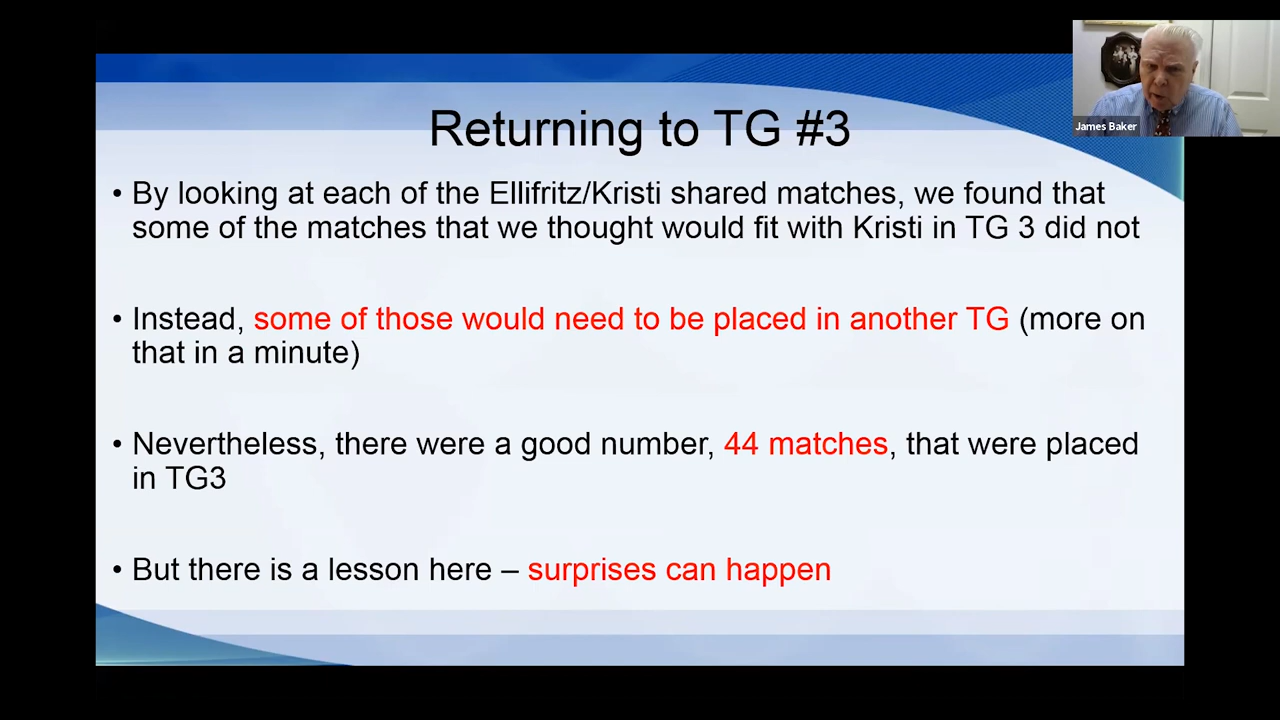 Returning to TG #3
James Baker
• By looking at each of the Ellifritz/Kristi shared matches, we found that
some of the matches that we thought would fit with Kristi in TG 3 did not
• Instead, some of those would need to be placed in another TG (more on
that in a minute)
• Nevertheless, there were a good number, 44 matches, that were placed
in TG3
• But there is a lesson here – surprises can happen